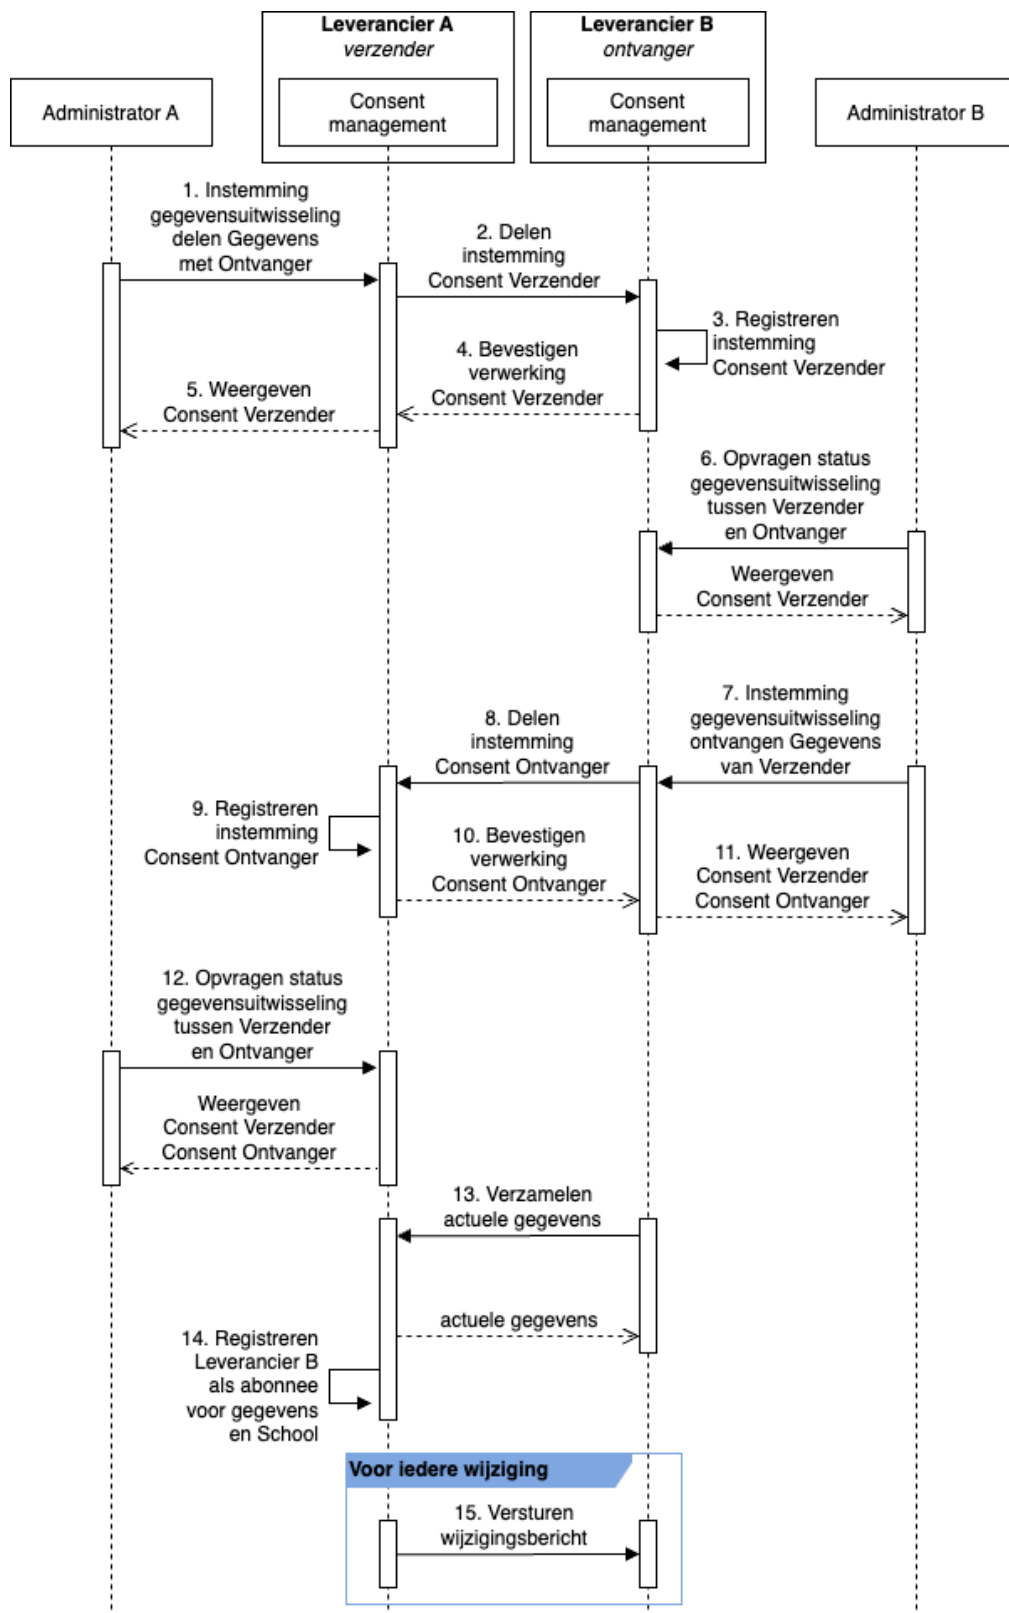 Leverancier A
verzender
Leverancier B
ontvanger
Administrator A
Consent
management
Consent
management
Administrator B
1. Instemming
gegevensuitwisseling
delen Gegevens
met Ontvanger
2. Delen
instemming
Consent Verzender
3. Registreren
instemming
Consent Verzender
4. Bevestigen
verwerking
Consent Verzender
5. Weergeven
Consent Verzender
6. Opvragen status
gegevensuitwisseling
tussen Verzender
en Ontvanger
Weergeven
Consent Verzender
7. Instemming
gegevensuitwisseling
ontvangen Gegevens
van Verzender
8. Delen
instemming
Consent Ontvanger
9. Registreren
instemming
Consent Ontvanger
10. Bevestigen
verwerking
Consent Ontvanger
11. Weergeven
Consent Verzender
Consent Ontvanger
12. Opvragen status
gegevensuitwisseling
tussen Verzender
en Ontvanger
Weergeven
Consent Verzender
Consent Ontvanger
13. Verzamelen
actuele gegevens
actuele gegevens
14. Registreren
Leverancier B
als abonnee
voor gegevens
en School
Voor iedere wijziging
15. Versturen
wijzigingsbericht